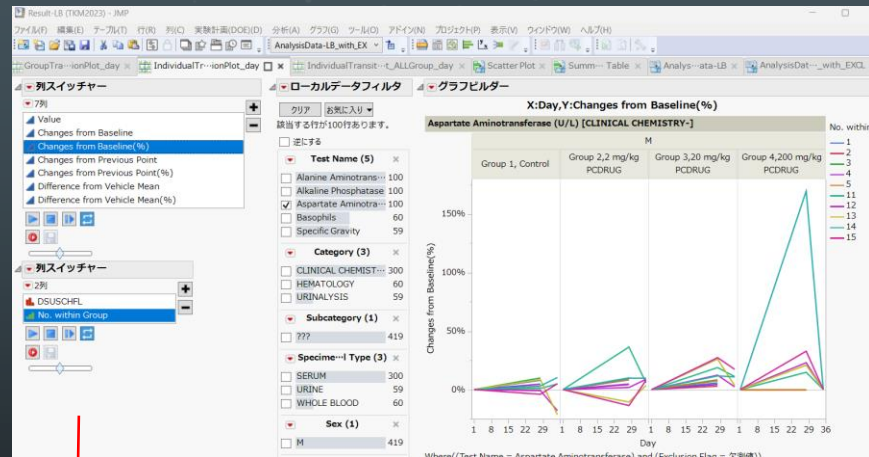 Result-LB (TKM2023) - JMP
ファイル(F) 編集(E) テーブル(T) 行(R) 列(C) 実験計画(DOE)(D) 分析(A) グラフ(G) ツール(O) アドイン(N) プロジェクト(P) 表示(V) ウィンドウ(W) ヘルプ(H)
AnalysisData-LB_with_EX
GroupTra…ionPlot_day × IndividualTr…ionPlot_day × IndividualTransit…t_ALLGroup_day × Scatter Plot × Summ… Table × Analys…ata-LB × AnalysisDat…_with_EXCL
列スイッチャー
7列
Value
Changes from Baseline
Changes from Baseline(%)
Changes from Previous Point
Changes from Previous Point(%)
Difference from Vehicle Mean
Difference from Vehicle Mean(%)
列スイッチャー
2列
DSUSCHFL
No. within Group
ローカルデータフィルタ
クリア お気に入り
該当する行が100行あります。
逆にする
Test Name (5) ×
Alanine Aminotrans… 100
Alkaline Phosphatase 100
Aspartate Aminotra… 100
Basophils 60
Specific Gravity 59
Category (3) ×
CLINICAL CHEMIST… 300
HEMATOLOGY 60
URINALYSIS 59
Subcategory (1) ×
??? 419
Specime…l Type (3) ×
SERUM 300
URINE 59
WHOLE BLOOD 60
Sex (1) ×
M 419
グラフビルダー
X:Day,Y:Changes from Baseline(%)
Aspartate Aminotransferase (U/L) [CLINICAL CHEMISTRY-]
M
Group 1, Control
Group 2,2 mg/kg PCDRUG
Group 3,20 mg/kg PCDRUG
Group 4,200 mg/kg PCDRUG
Changes from Baseline(%)
150%
100%
50%
0%
1 8 15 22 29 1 8 15 22 29 1 8 15 22 29 1 8 15 22 29 36
Day
Where((Test Name = Aspartate Aminotransferase) and (Exclusion Flag = 欠測値))
No. within
1
2
3
4
5
11
12
13
14
15